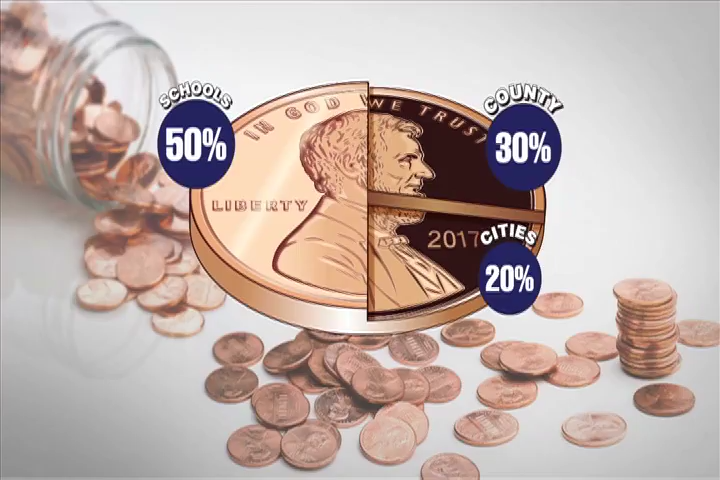 SCHOOLS
50%
COUNTY
30%
CITIES
20%
IN GOD WE TRUST
LIBERTY
2017